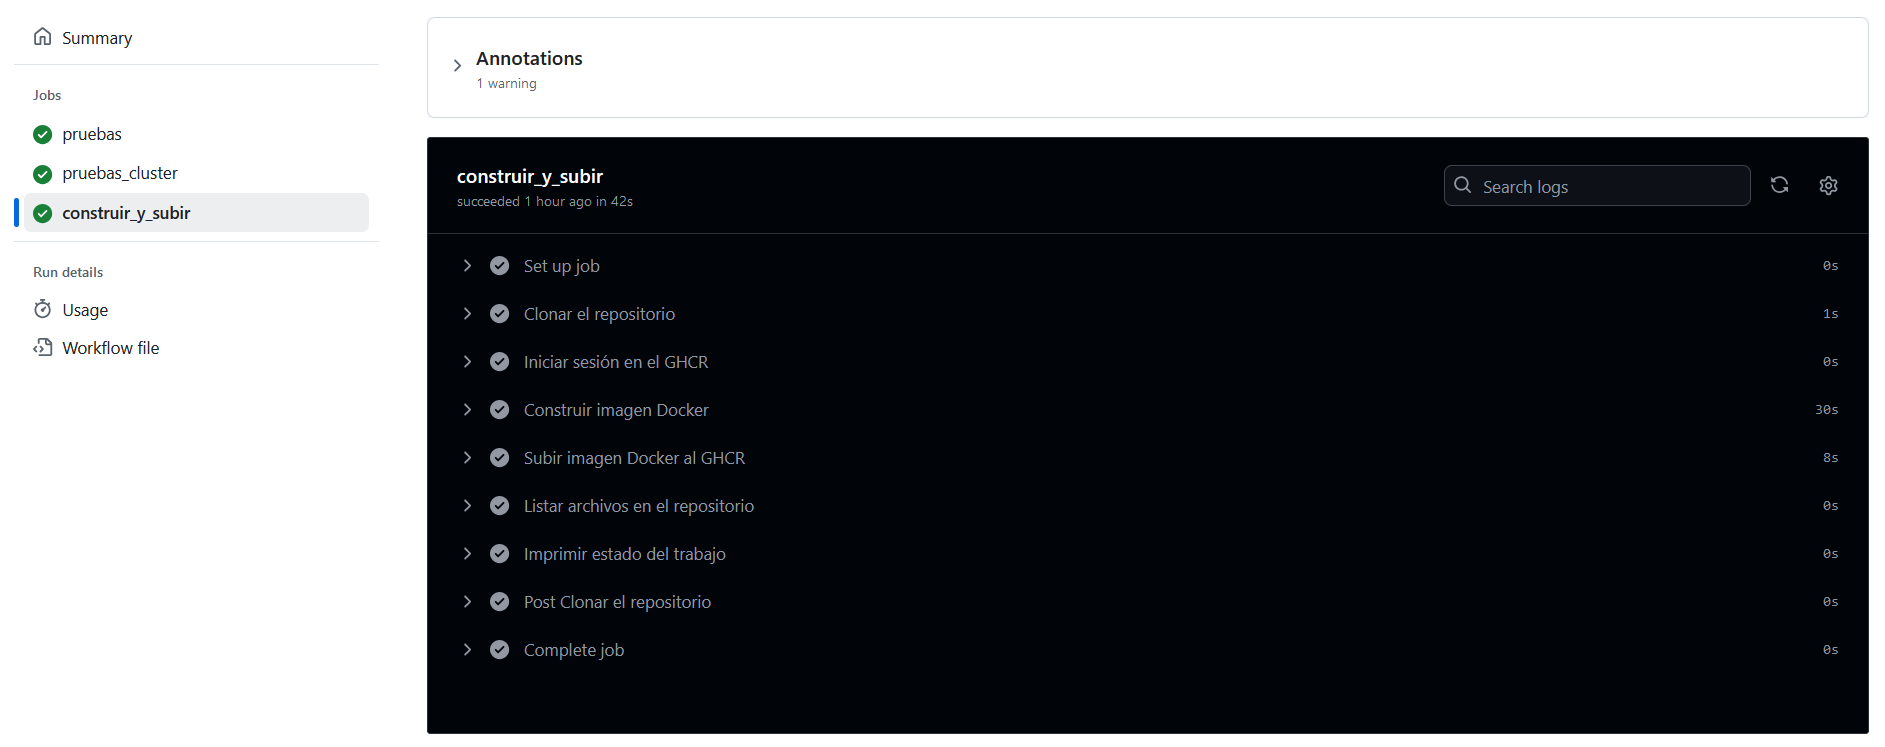 Summary
Jobs
pruebas
pruebas_cluster
construir_y_subir
Run details
Usage
Workflow file
Annotations
1 warning
construir_y_subir
succeeded 1 hour ago in 42s
Search logs
Set up job 0s
Clonar el repositorio 1s
Iniciar sesión en el GHCR 0s
Construir imagen Docker 30s
Subir imagen Docker al GHCR 8s
Listar archivos en el repositorio 0s
Imprimir estado del trabajo 0s
Post Clonar el repositorio 0s
Complete job 0s